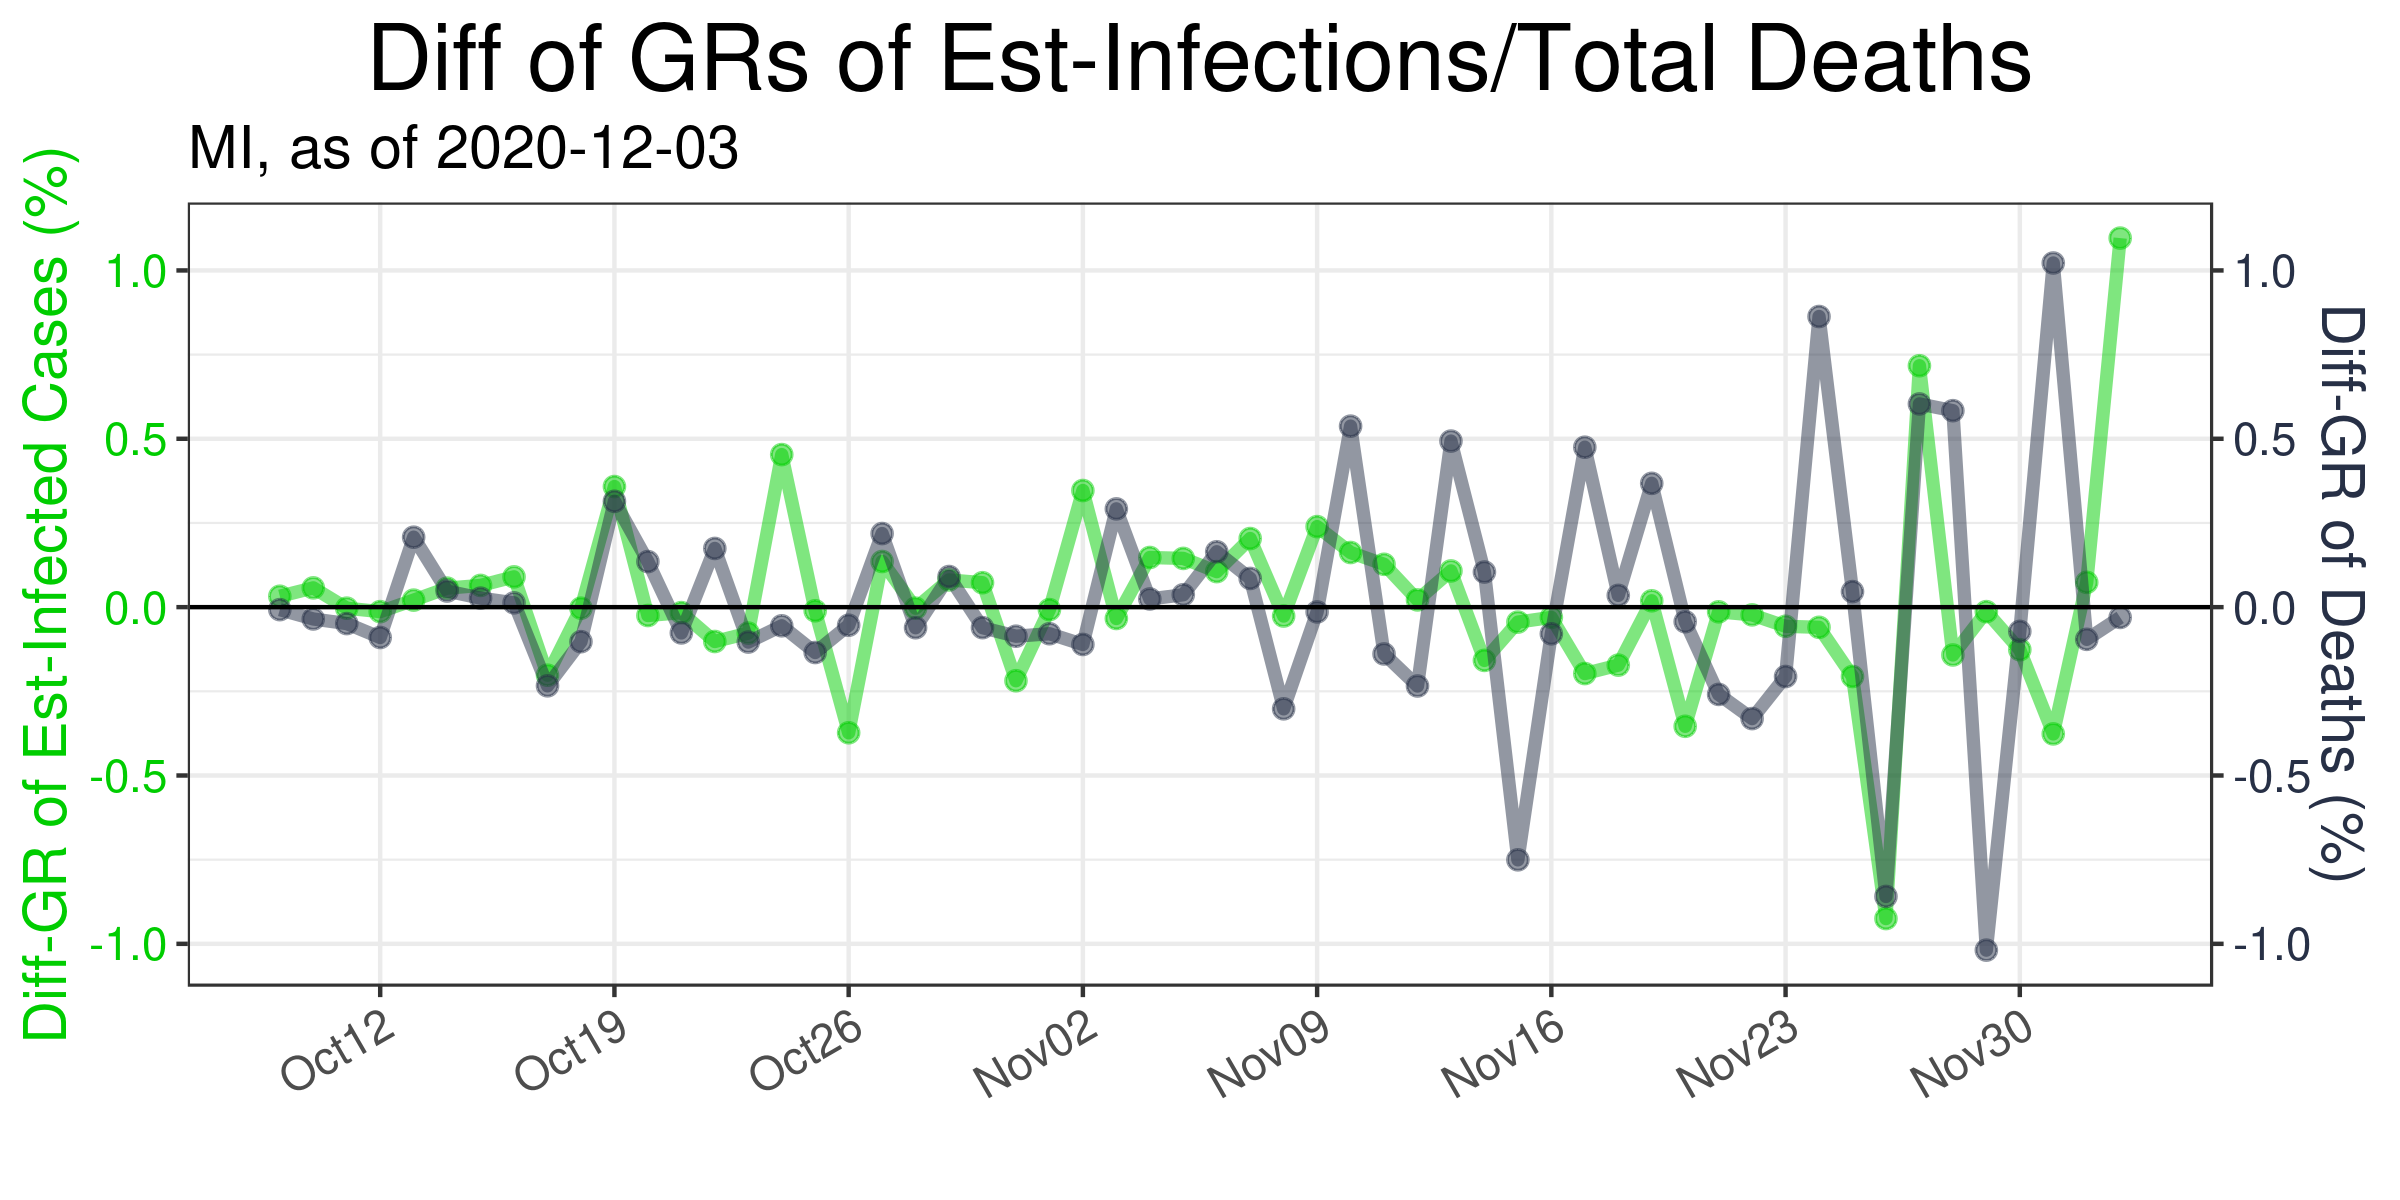 Diff of GRs of Est-Infections/Total Deaths
MI, as of 2020-12-03
Diff-GR of Est-Infected Cases (%)
1.0
0.5
0.0
-0.5
-1.0
1.0
0.5
0.0
-0.5
-1.0
Diff-GR of Deaths (%)
Oct12
Oct19
Oct26
Nov02
Nov09
Nov16
Nov23
Nov30